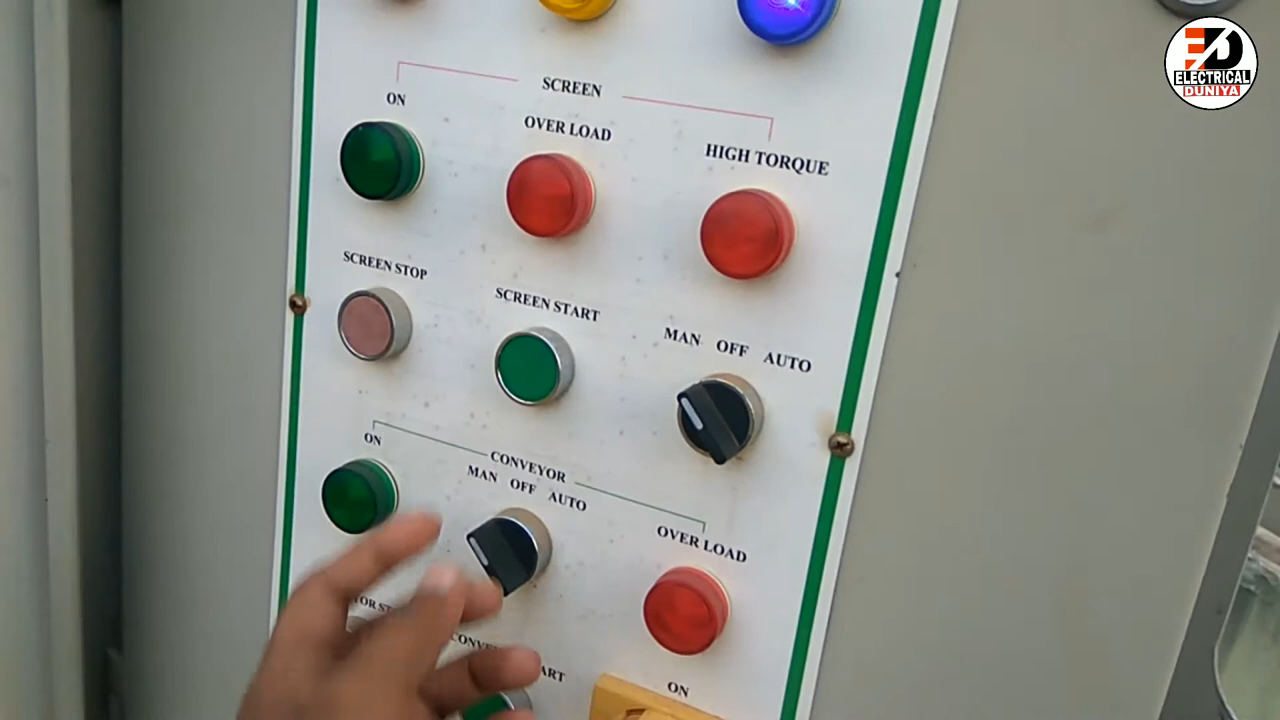 ELECTRICAL
DUNIYA
SCREEN
ON
OVER LOAD
HIGH TORQUE
SCREEN STOP
SCREEN START
MAN OFF AUTO
ON
CONVEYOR
MAN OFF AUTO
OVER LOAD
ON